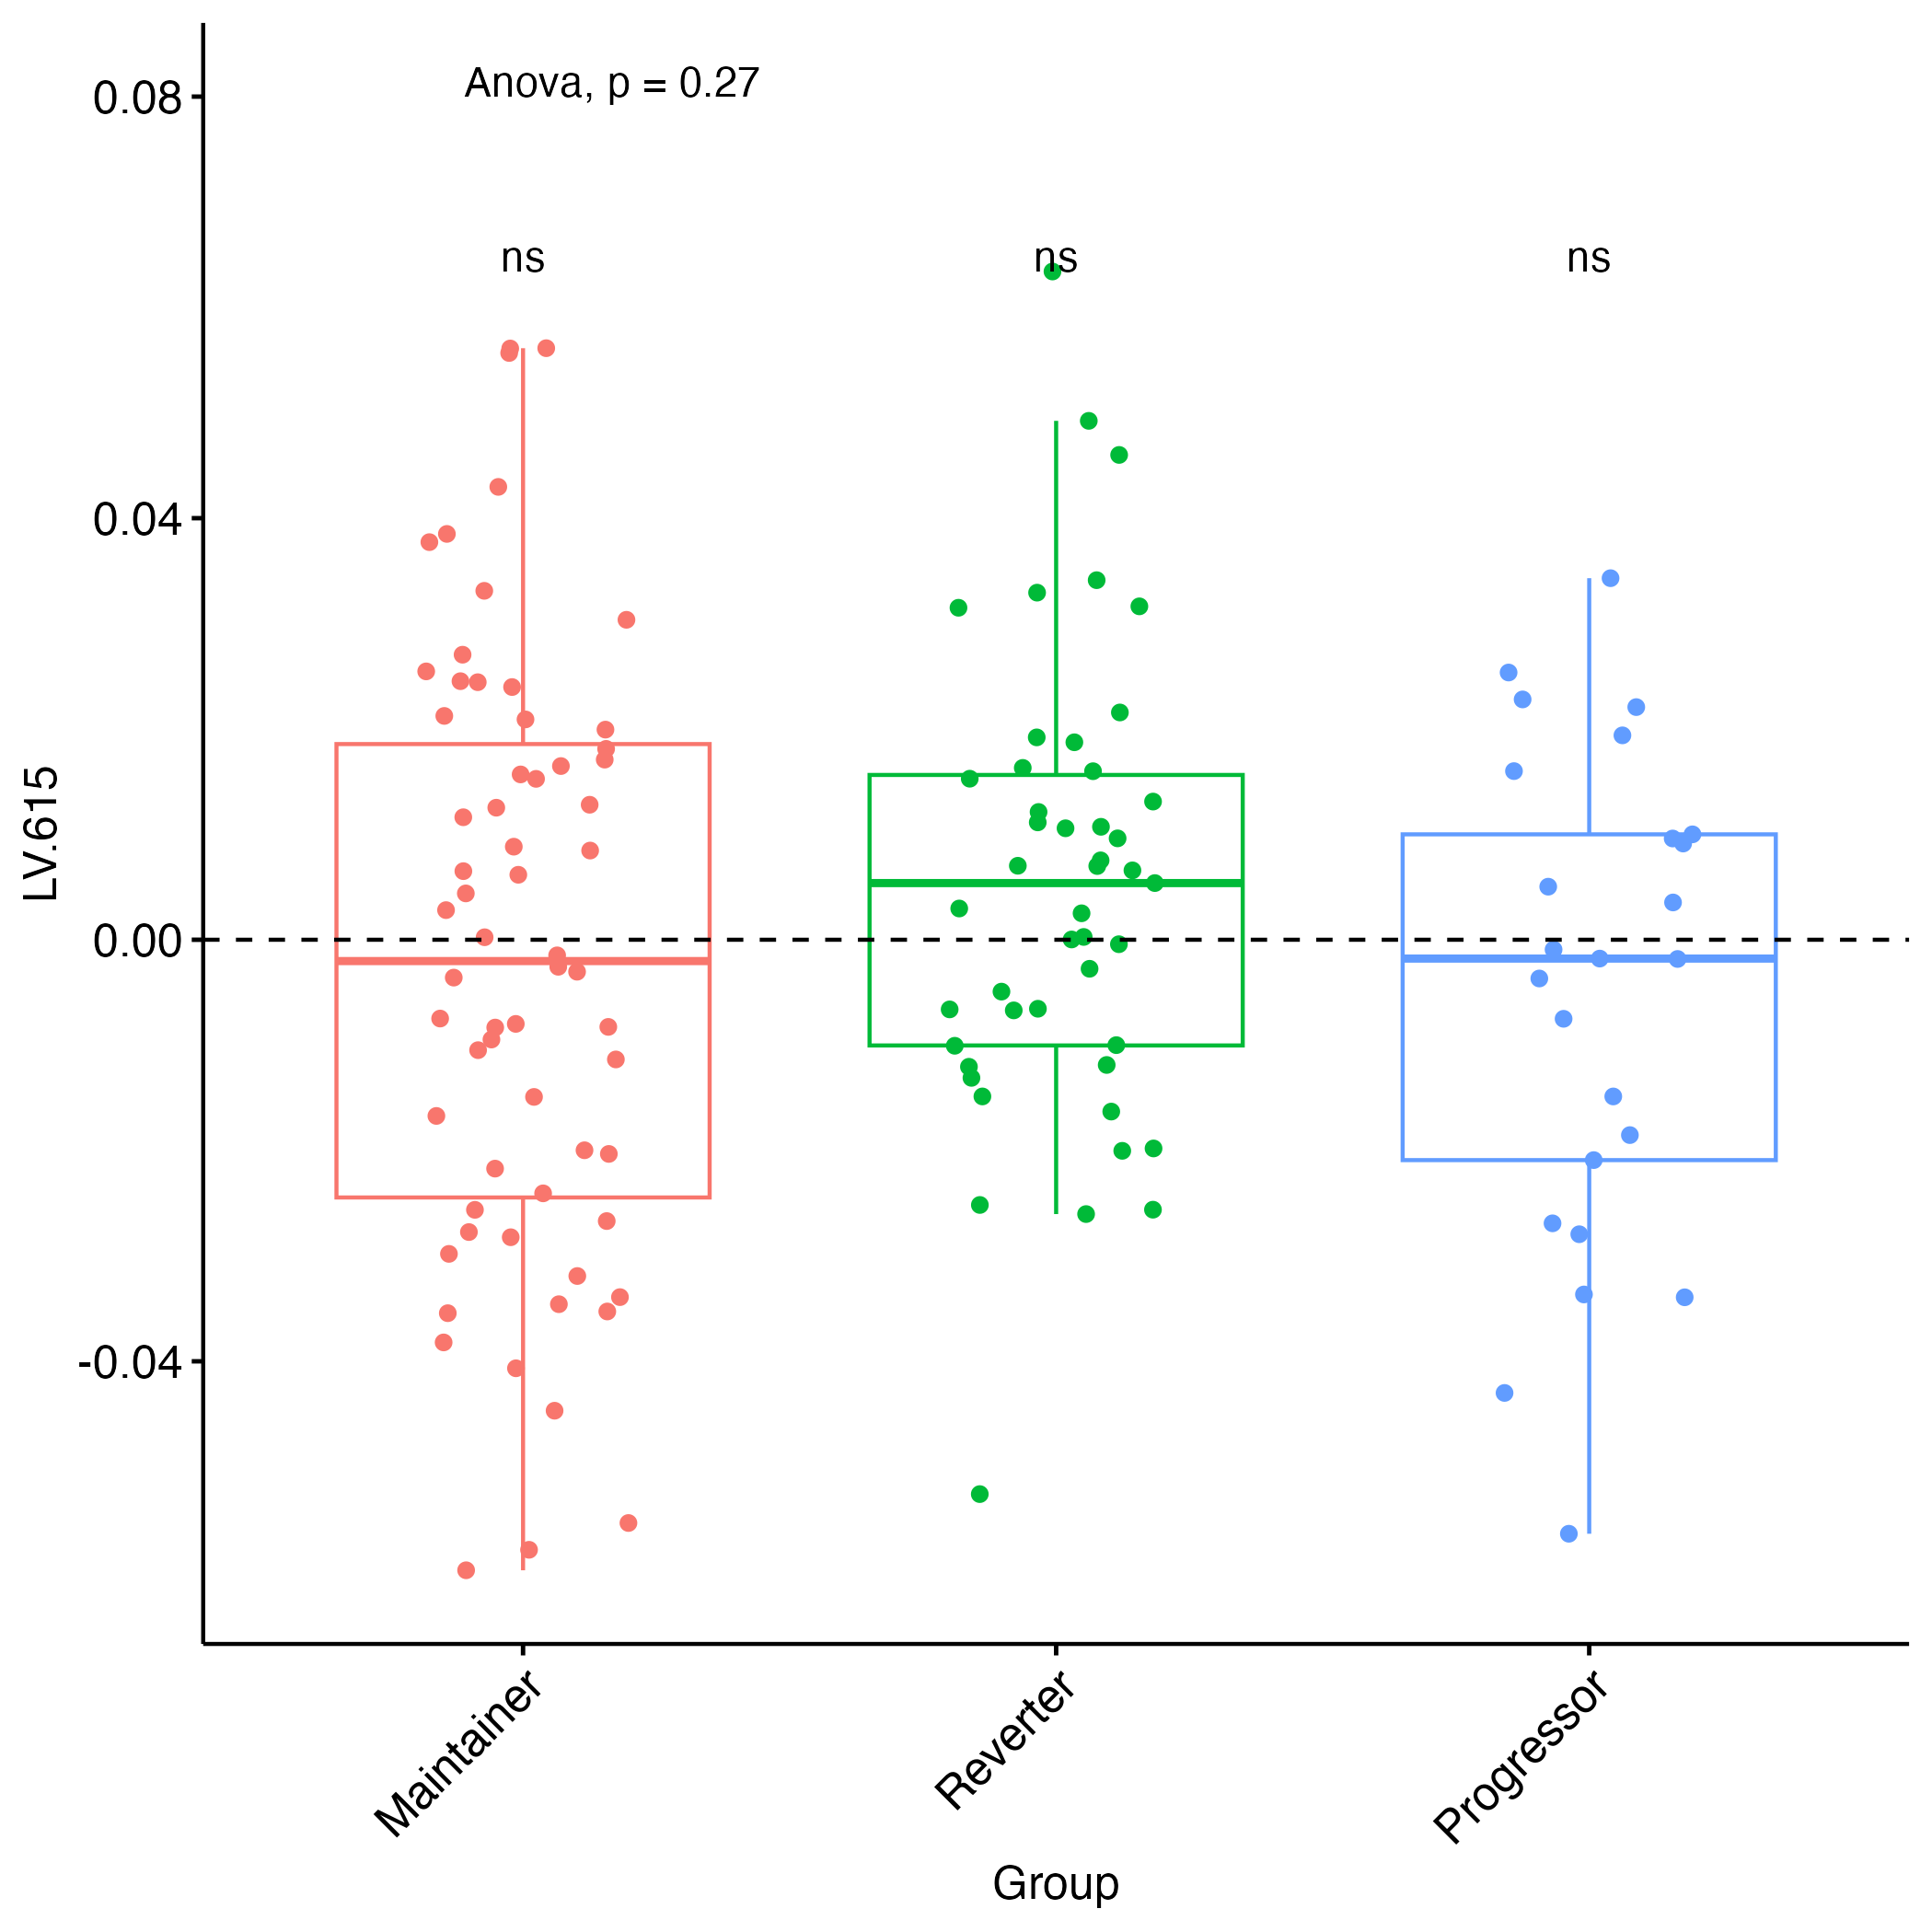 Anova, p = 0.27
ns
ns
ns
0.08
0.04
0.00
-0.04
LV.615
Maintainer
Reverter
Progressor
Group